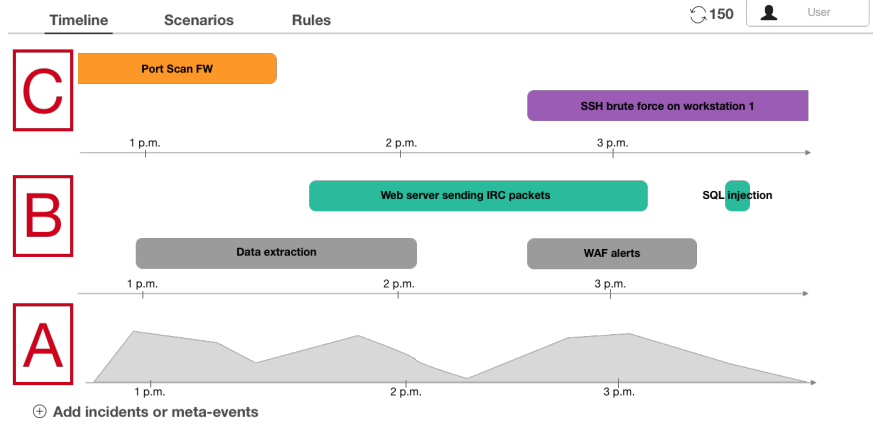 Timeline Scenarios Rules 150 User
C
Port Scan FW
SSH brute force on workstation 1
1 p.m. 2 p.m. 3 p.m.
B
Web server sending IRC packets SQL injection
Data extraction WAF alerts
1 p.m. 2 p.m. 3 p.m.
A
1 p.m. 2 p.m. 3 p.m.
Add incidents or meta-events